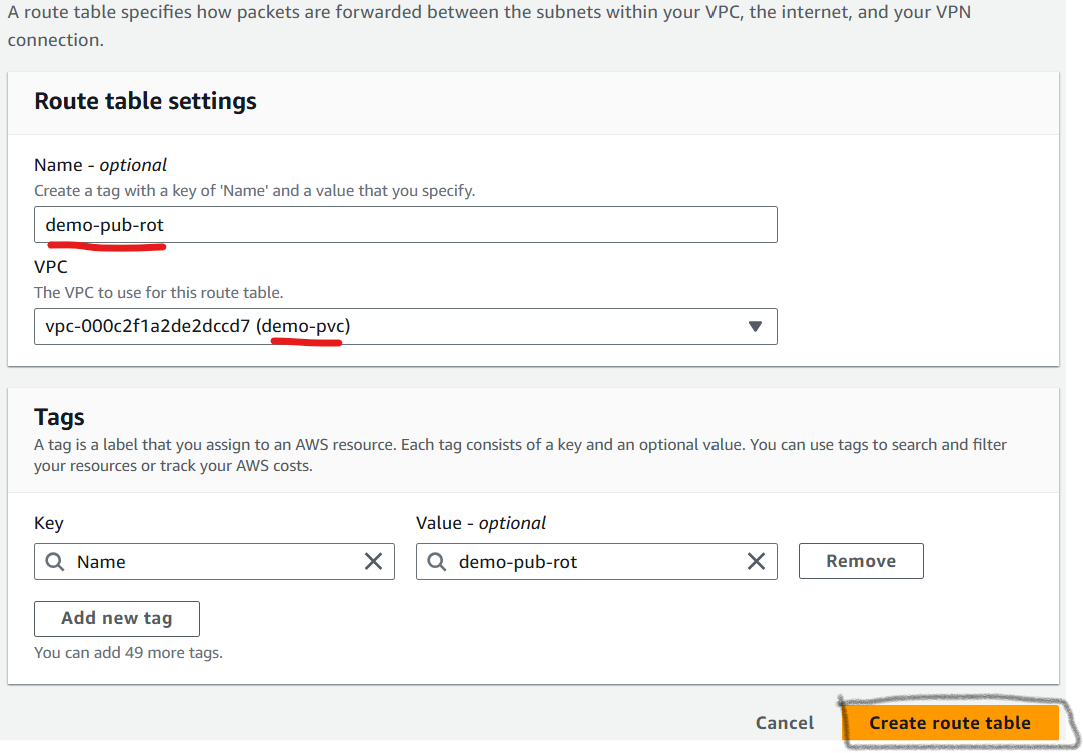 A route table specifies how packets are forwarded between the subnets within your VPC, the internet, and your VPN
connection.
Route table settings
Name - optional
Create a tag with a key of 'Name' and a value that you specify.
demo-pub-rot
VPC
The VPC to use for this route table.
vpc-000c2f1a2de2dccd7 (demo-pvc)
Tags
A tag is a label that you assign to an AWS resource. Each tag consists of a key and an optional value. You can use tags to search and filter
your resources or track your AWS costs.
Key
Value - optional
Name
demo-pub-rot
Remove
Add new tag
You can add 49 more tags.
Cancel
Create route table